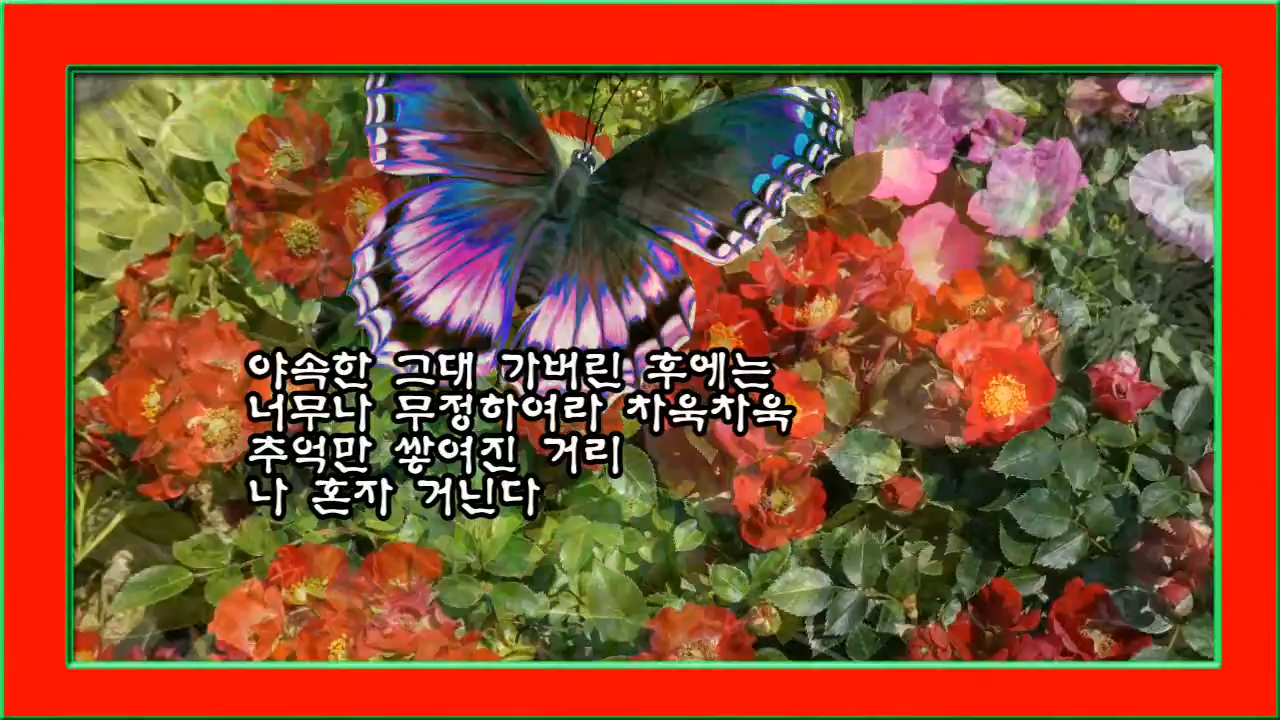 야속한 그대 가버린 후에는
너무나 무정하여라 차욱차욱
추억만 쌓여진 거리
나 혼자 거닌다